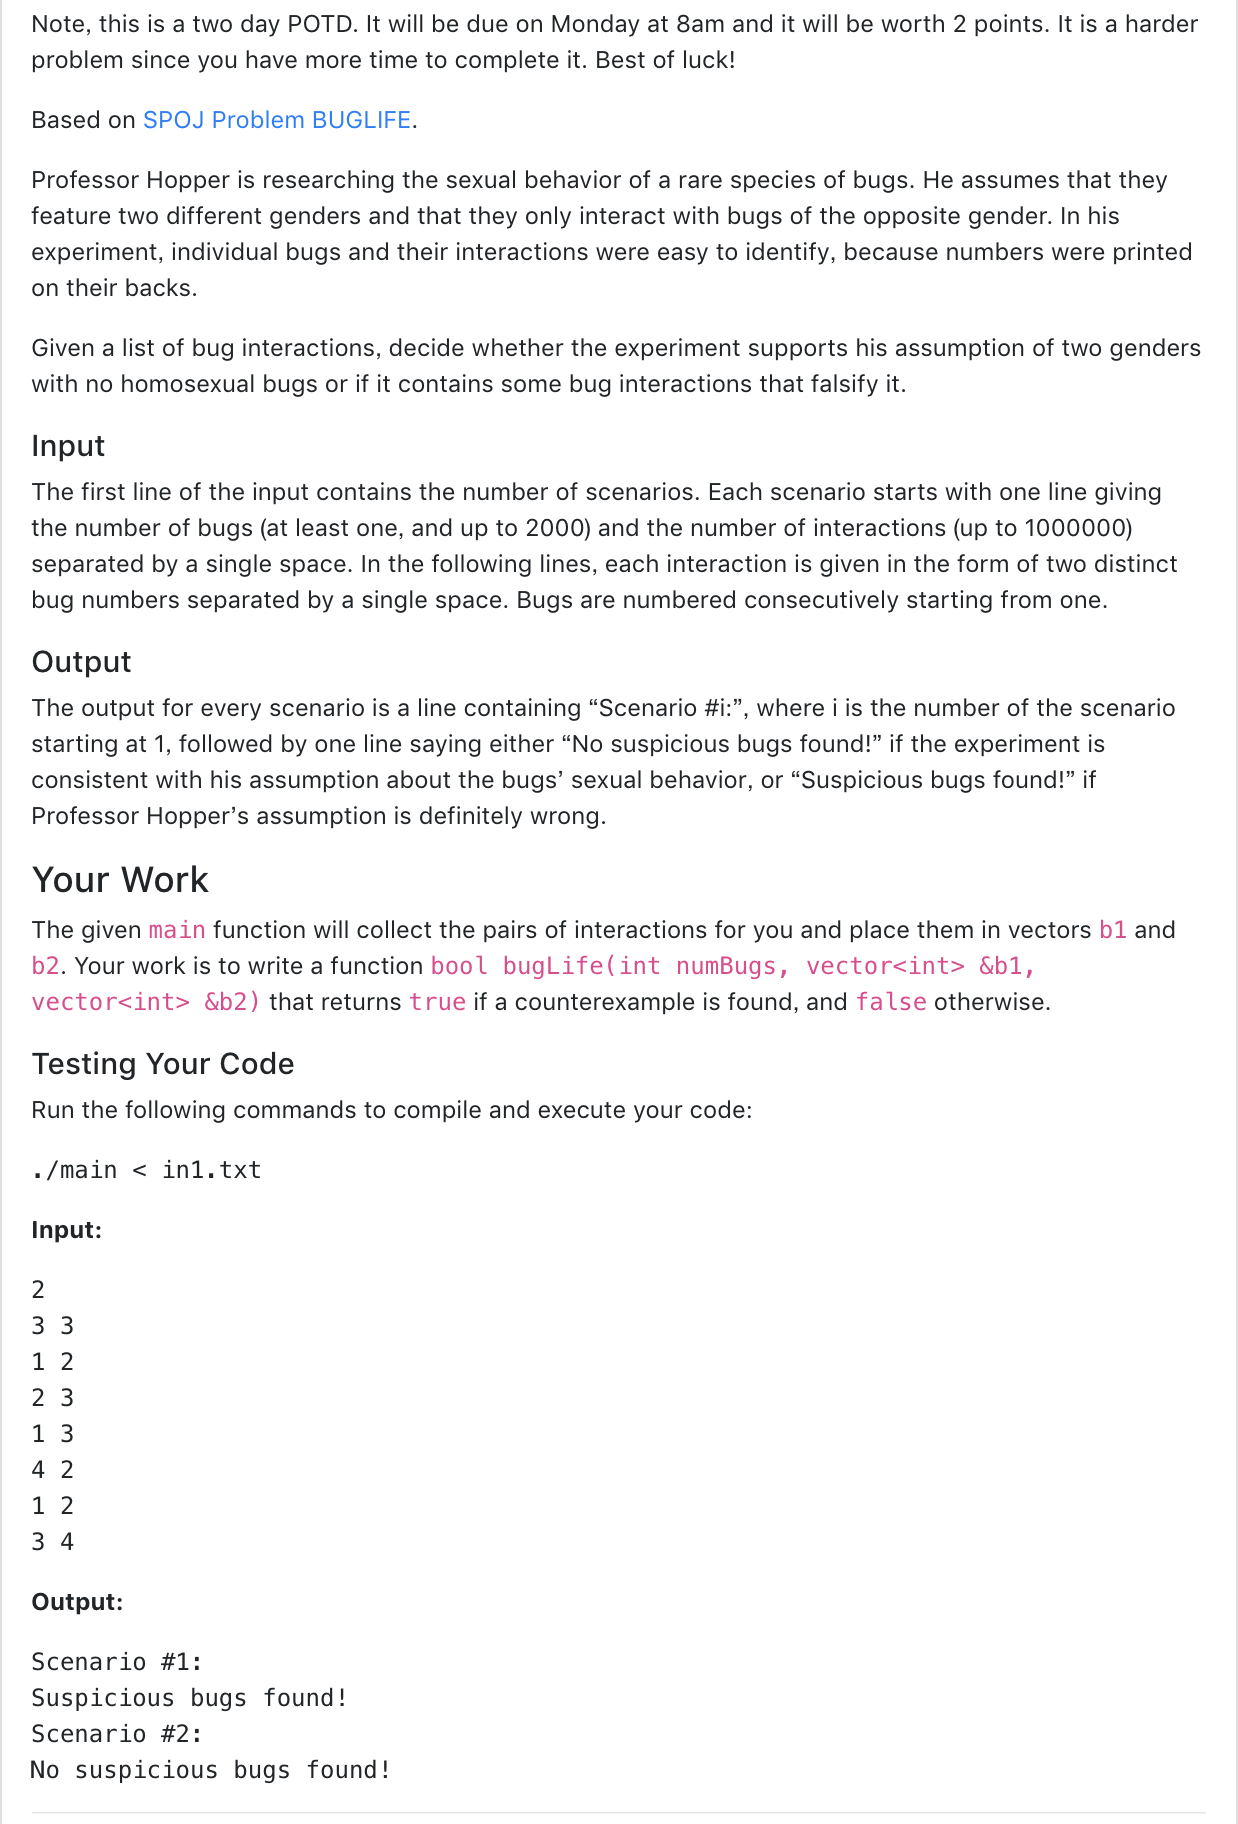 Note, this is a two day POTD. It will be due on Monday at 8am and it will be worth 2 points. It is a harder
problem since you have more time to complete it. Best of luck!
Based on SPOJ Problem BUGLIFE.
Professor Hopper is researching the sexual behavior of a rare species of bugs. He assumes that they
feature two different genders and that they only interact with bugs of the opposite gender. In his
experiment, individual bugs and their interactions were easy to identify, because numbers were printed
on their backs.
Given a list of bug interactions, decide whether the experiment supports his assumption of two genders
with no homosexual bugs or if it contains some bug interactions that falsify it.
Input
The first line of the input contains the number of scenarios. Each scenario starts with one line giving
the number of bugs (at least one, and up to 2000) and the number of interactions (up to 1000000)
separated by a single space. In the following lines, each interaction is given in the form of two distinct
bug numbers separated by a single space. Bugs are numbered consecutively starting from one.
Output
The output for every scenario is a line containing “Scenario #i:”, where i is the number of the scenario
starting at 1, followed by one line saying either “No suspicious bugs found!” if the experiment is
consistent with his assumption about the bugs’ sexual behavior, or “Suspicious bugs found!” if
Professor Hopper’s assumption is definitely wrong.
Your Work
The given main function will collect the pairs of interactions for you and place them in vectors b1 and
b2. Your work is to write a function bool bugLife(int numBugs, vector<int> &b1,
vector<int> &b2) that returns true if a counterexample is found, and false otherwise.
Testing Your Code
Run the following commands to compile and execute your code:
./main < in1.txt
Input:
2
3 3
1 2
2 3
1 3
4 2
1 2
3 4
Output:
Scenario #1:
Suspicious bugs found!
Scenario #2:
No suspicious bugs found!